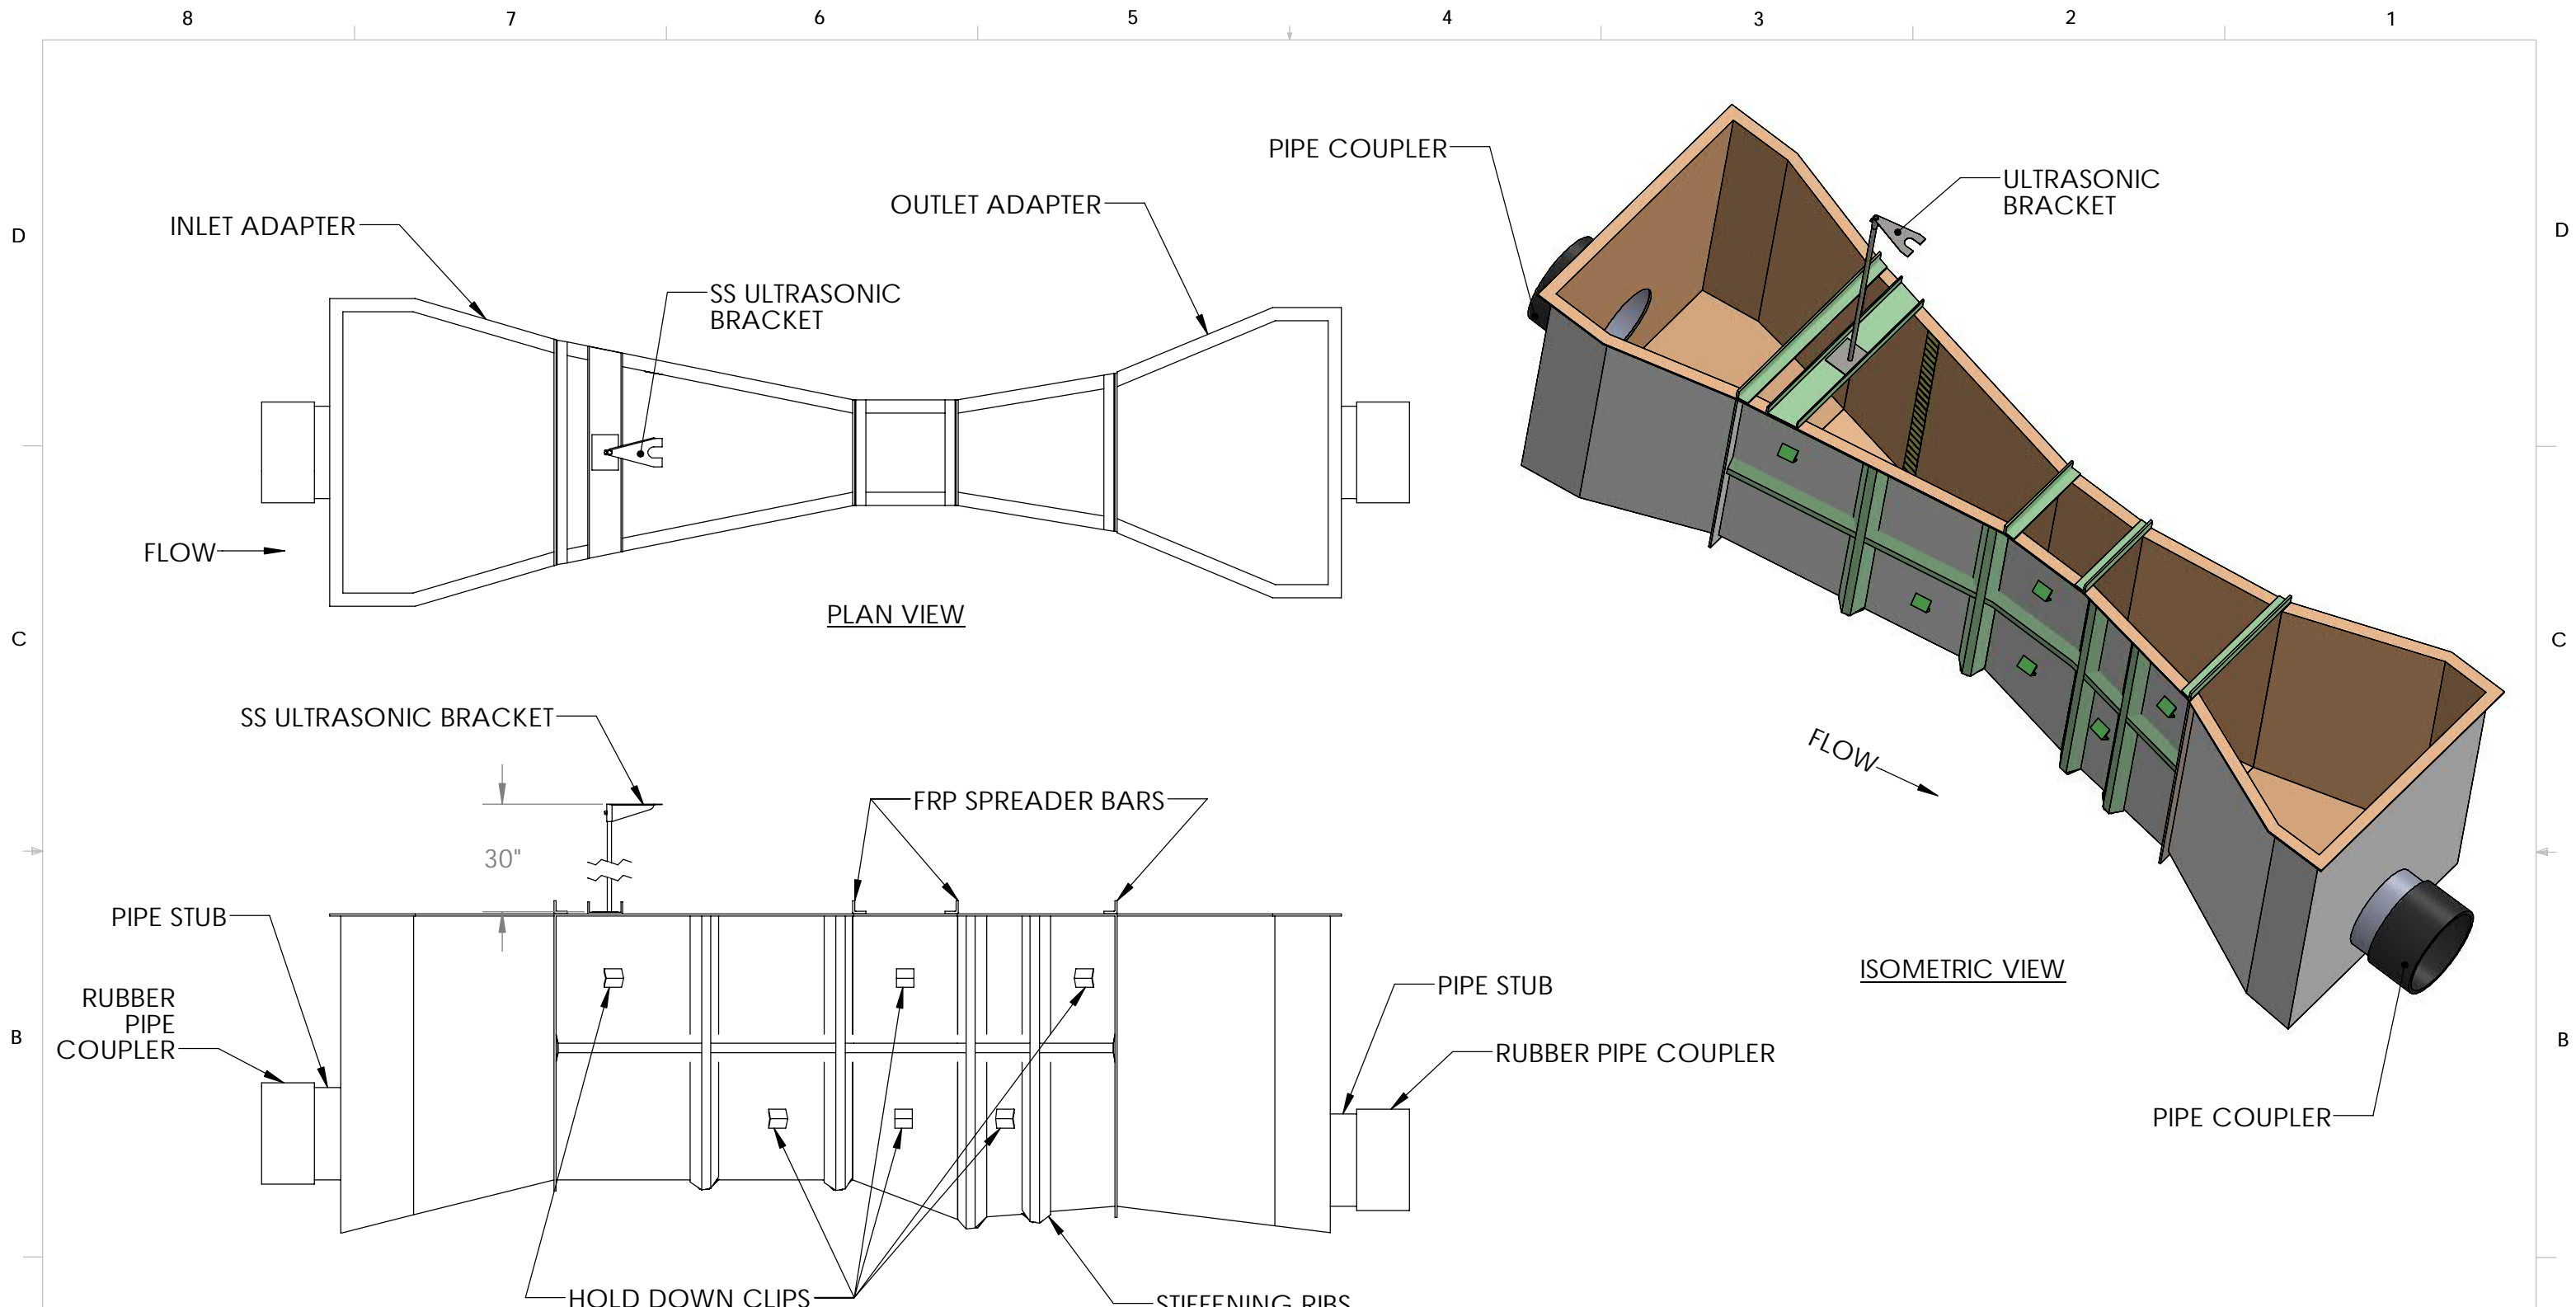 8 7 6 5 4 3 2 1
PIPE COUPLER
ULTRASONIC
BRACKET
D
D
INLET ADAPTER
OUTLET ADAPTER
SS ULTRASONIC
BRACKET
FLOW
PLAN VIEW
C
C
SS ULTRASONIC BRACKET
FLOW
FRP SPREADER BARS
30"
PIPE STUB
ISOMETRIC VIEW
PIPE STUB
RUBBER
PIPE
COUPLER
B
B
RUBBER PIPE COUPLER
PIPE COUPLER
HOLD DOWN CLIPS
STIFFENING RIBS